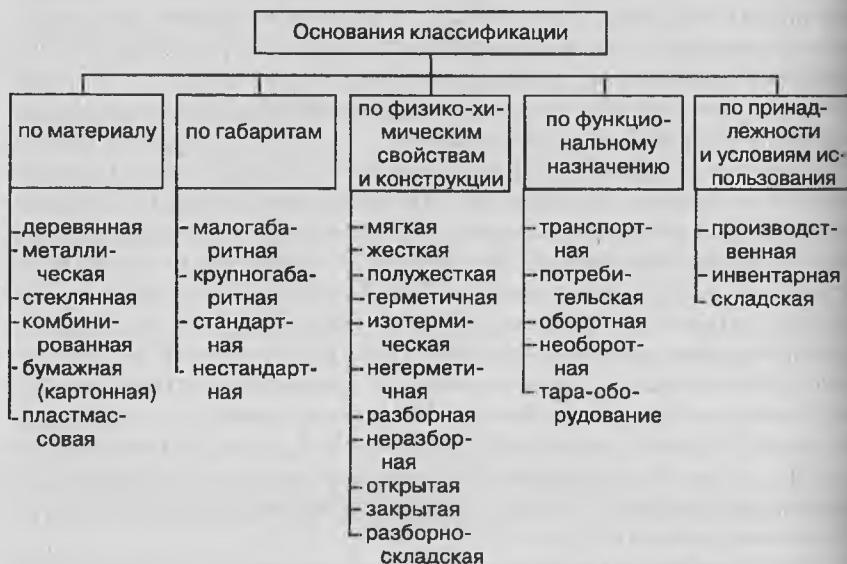 Основания классификации
по материалу
по габаритам
по физико-хи-
мическим
свойствам
и конструкции
по функцио-
нальному
назначению
по принад-
лежности
и условиям ис-
пользования
деревянная
металли-
ческая
стеклянная
комбини-
рованная
бумажная
(картонная)
пластмас-
совая
малогаба-
ритная
крупногаба-
ритная
стандарт-
ная
нестандарт-
ная
мягкая
жесткая
полужесткая
герметичная
изотерми-
ческая
негермети-
чная
разборная
неразбор-
ная
открытая
закрытая
разборно-
складская
транспорт-
ная
потреби-
тельская
оборотная
необорот-
ная
тара-обо-
рудование
производст-
венная
инвентарная
складская